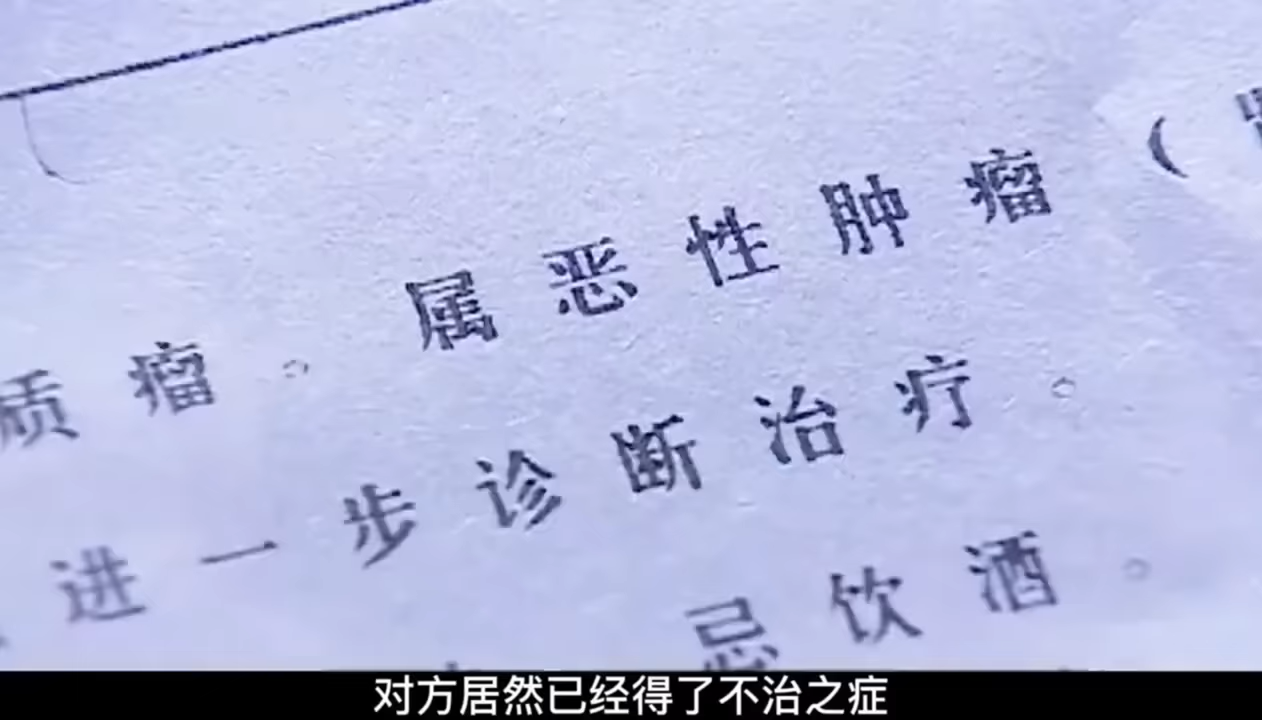 质瘤。属恶性肿瘤(
进一步诊断治疗。
忌饮酒。
对方居然已经得了不治之症